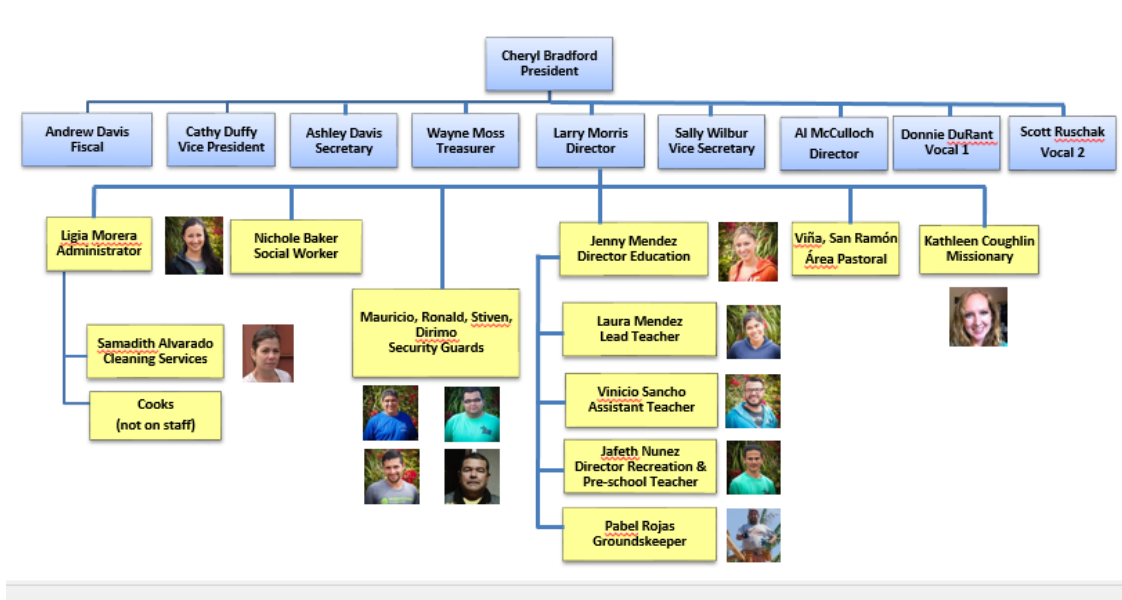 Cheryl Bradford
President
Andrew Davis
Fiscal
Cathy Duffy
Vice President
Ashley Davis
Secretary
Wayne Moss
Treasurer
Larry Morris
Director
Sally Wilbur
Vice Secretary
Al McCulloch
Director
Donnie DuRant
Vocal 1
Scott Ruschak
Vocal 2
Ligia Morera
Administrator
Nichole Baker
Social Worker
Mauricio, Ronald, Stiven,
Dirimo
Security Guards
Jenny Mendez
Director Education
Viña, San Ramón
Área Pastoral
Kathleen Coughlin
Missionary
Samadith Alvarado
Cleaning Services
Cooks
(not on staff)
Laura Mendez
Lead Teacher
Vinicio Sancho
Assistant Teacher
Jafeth Nunez
Director Recreation &
Pre-school Teacher
Pabel Rojas
Groundskeeper